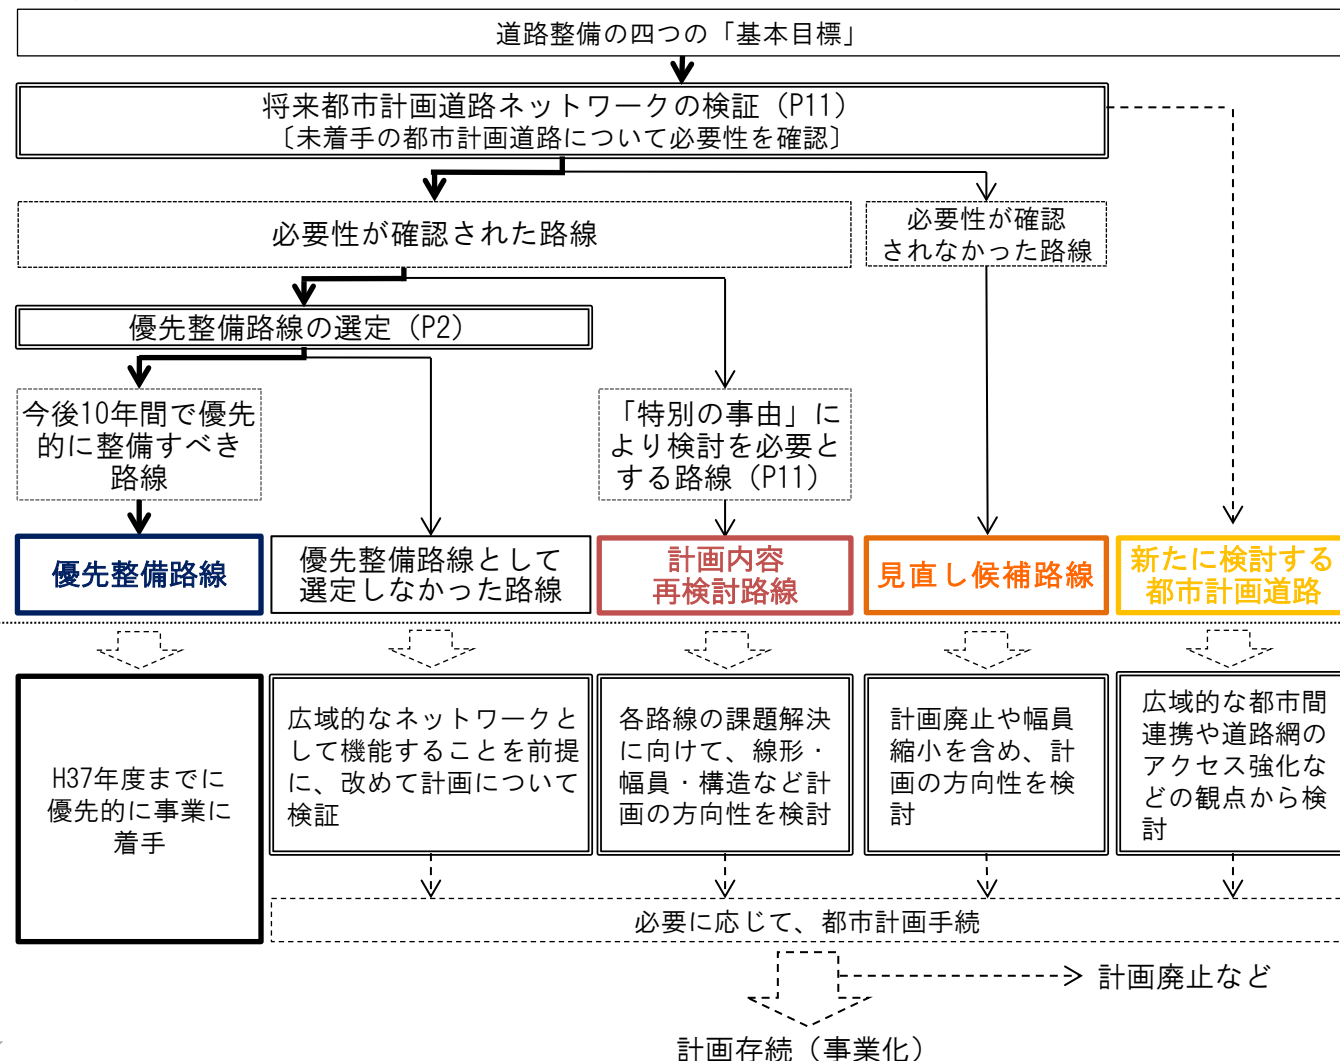 道路整備の四つの「基本目標」
将来都市計画道路ネットワークの検証（P11）
〔未着手の都市計画道路について必要性を確認〕
必要性が確認された路線
必要性が確認
されなかった路線
優先整備路線の選定（P2）
今後10年間で優先
的に整備すべき
路線
「特別の事由」に
より検討を必要と
する路線（P11）
優先整備路線
優先整備路線として
選定しなかった路線
計画内容
再検討路線
見直し候補路線
新たに検討する
都市計画道路
H37年度までに
優先的に事業に
着手
広域的なネットワークと
して機能することを前提
に、改めて計画について
検証
各路線の課題解決
に向けて、線形・
幅員・構造など計
画の方向性を検討
計画廃止や幅員
縮小を含め、計
画の方向性を検
討
広域的な都市間
連携や道路網の
アクセス強化な
どの観点から検
討
必要に応じて、都市計画手続
計画廃止など
計画存続（事業化）